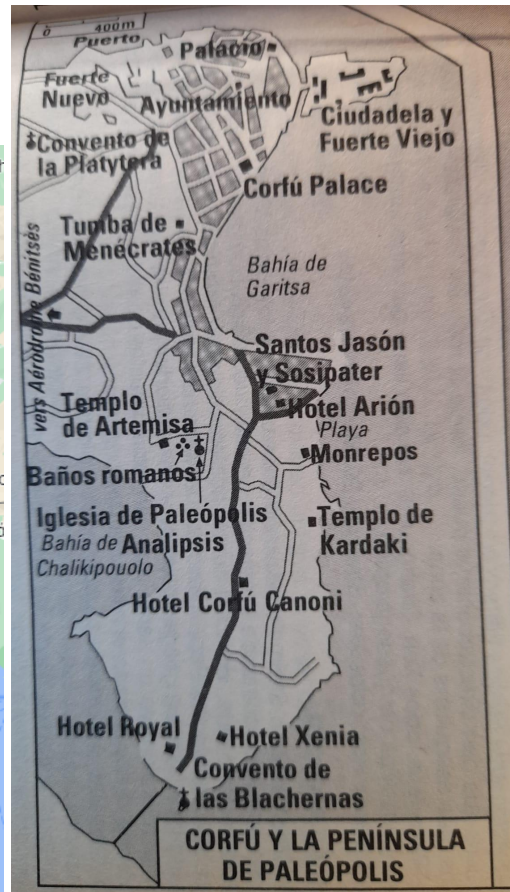 0 400m
Puerto
Palacio
Fuerte
Nuevo
Ayuntamiento
Ciudadela y
Fuerte Viejo
Convento de
la Platytera
Corfú Palace
Tumba de
Menécrates
Bahía de
Garitsa
vers Aérodrome Bénitsès
Santos Jasón
y Sosipater
Templo
de Artemisa
Hotel Arión
Playa
Monrepos
Baños romanos
Iglesia de Paleópolis
Templo de
Kardaki
Bahía de
Chalikipouolo
Analipsis
Hotel Corfú Canoni
Hotel Royal
Hotel Xenia
Convento de
las Blachernas
CORFÚ Y LA PENÍNSULA
DE PALEÓPOLIS